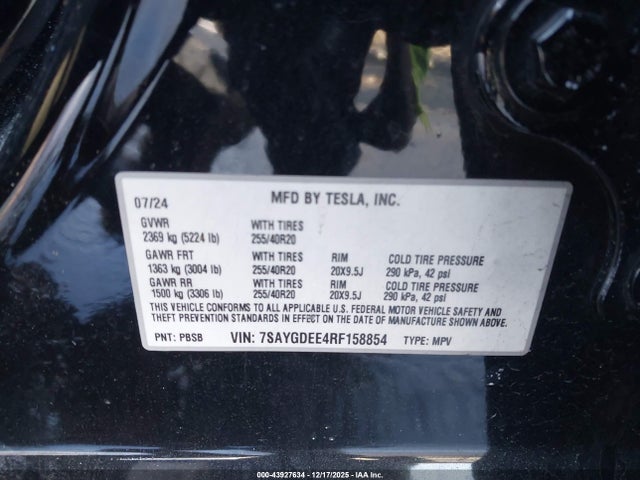 07/24 MFD BY TESLA, INC.
GVWR WITH TIRES
2369 kg (5224 lb) 255/40R20
GAWR FRT WITH TIRES RIM COLD TIRE PRESSURE
1363 kg (3004 lb) 255/40R20 20X9.5J 290 kPa, 42 psi
GAWR RR WITH TIRES RIM COLD TIRE PRESSURE
1500 kg (3306 lb) 255/40R20 20X9.5J 290 kPa, 42 psi
THIS VEHICLE CONFORMS TO ALL APPLICABLE U.S. FEDERAL MOTOR VEHICLE SAFETY AND
THEFT PREVENTION STANDARDS IN EFFECT ON THE DATE OF MANUFACTURE SHOWN ABOVE.
PNT: PBSB VIN: 7SAYGDEE4RF158854 TYPE: MPV
000-43927634 - 12/17/2025 - IAA Inc.